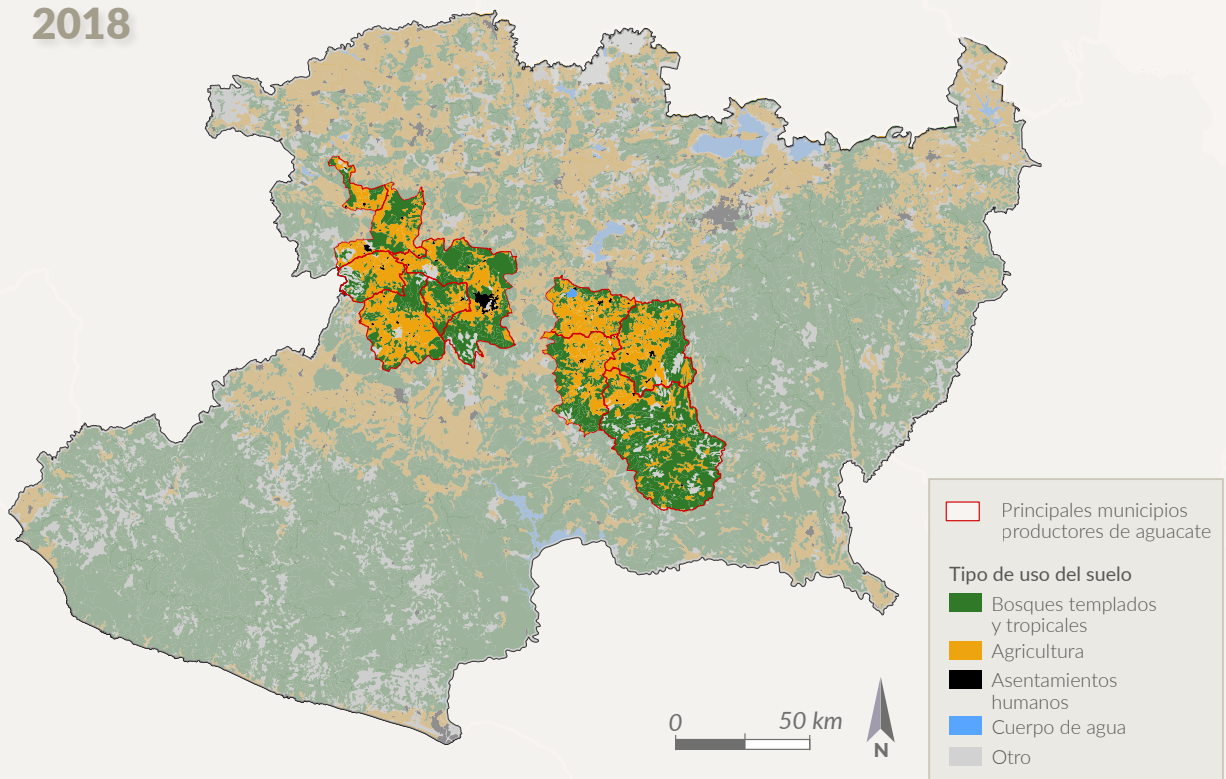 2018
Principales municipios
productores de aguacate
Tipo de uso del suelo
Bosques templados
y tropicales
Agricultura
Asentamientos
humanos
Cuerpo de agua
Otro
0 50 km
N